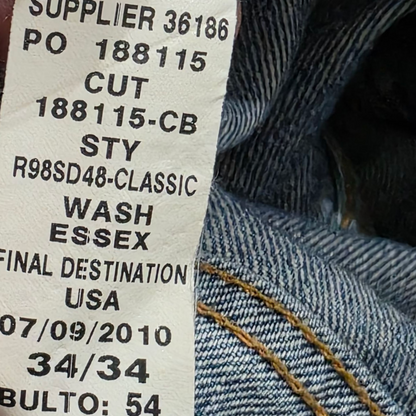 SUPPLIER 36186
PO 188115
CUT
188115-CB
STY
R98SD48-CLASSIC
WASH
ESSEX
FINAL DESTINATION
USA
07/09/2010
34/34
BULTO: 54